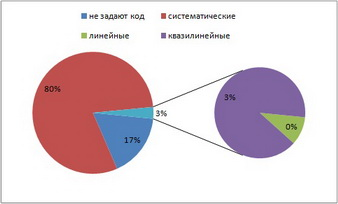 не задают код систематические
линейные квазилинейные
80%
3%
3%
0%
17%